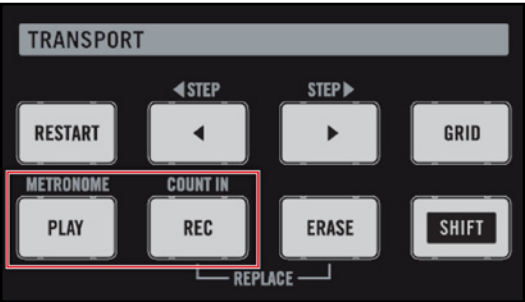 TRANSPORT
◀STEP STEP▶
RESTART ◀ ▶ GRID
METRONOME COUNT IN
PLAY REC ERASE SHIFT
REPLACE